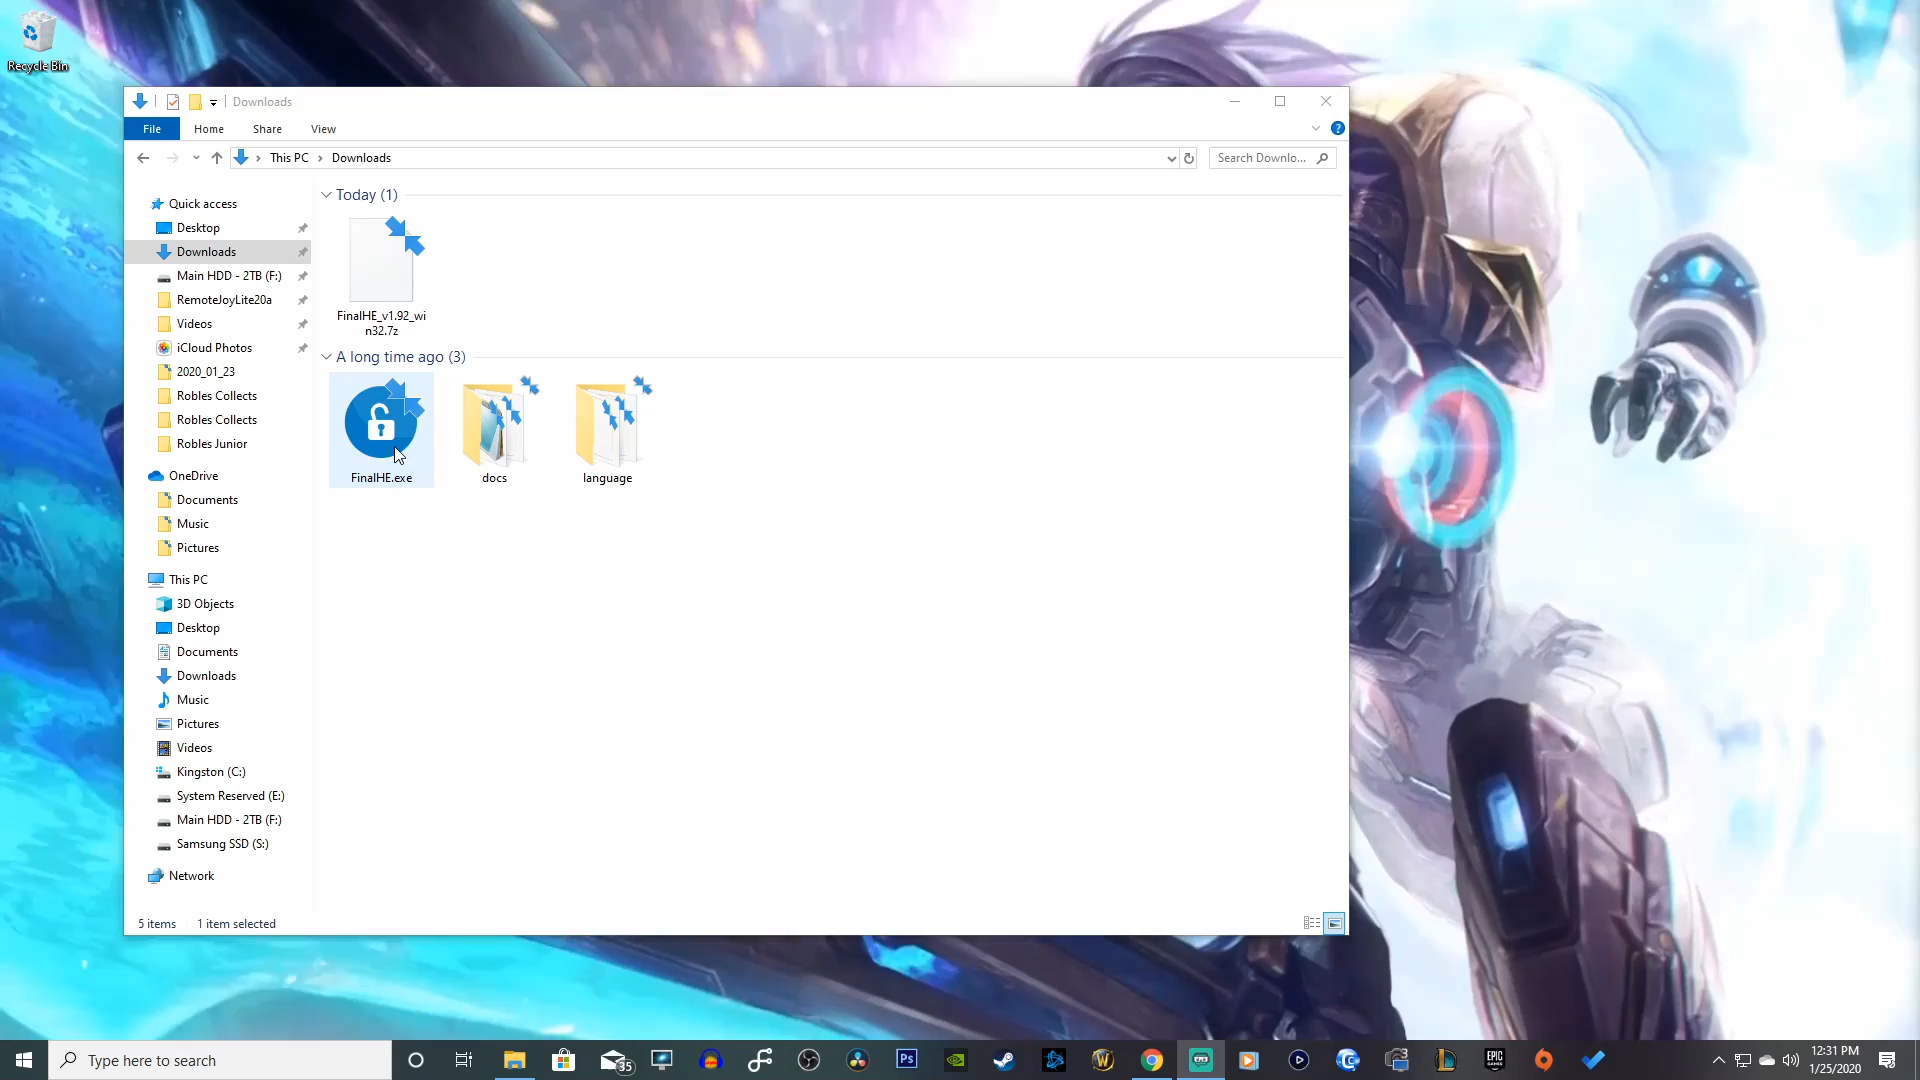 Recycle Bin
Downloads
File
Home
Share
View
This PC
Downloads
Search Downlo...
Quick access
Desktop
Downloads
Main HDD - 2TB (F:)
RemoteJoyLite20a
Videos
iCloud Photos
2020_01_23
Robles Collects
Robles Collects
Robles Junior
OneDrive
Documents
Music
Pictures
This PC
3D Objects
Desktop
Documents
Downloads
Music
Pictures
Videos
Kingston (C:)
System Reserved (E:)
Main HDD - 2TB (F:)
Samsung SSD (S:)
Network
Today (1)
FinalHE_v1.92_wi
n32.7z
A long time ago (3)
FinalHE.exe
docs
language
5 items
1 item selected
Type here to search
35
Ps
W
EPIC
GAMES
12:31 PM
1/25/2020